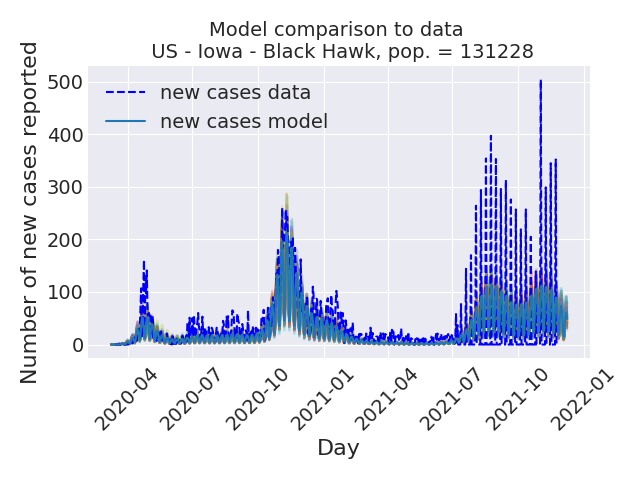 Model comparison to data
US - Iowa - Black Hawk, pop. = 131228
Number of new cases reported
500
400
300
200
100
0
new cases data
new cases model
2020-04
2020-07
2020-10
2021-01
2021-04
2021-07
2021-10
2022-01
Day